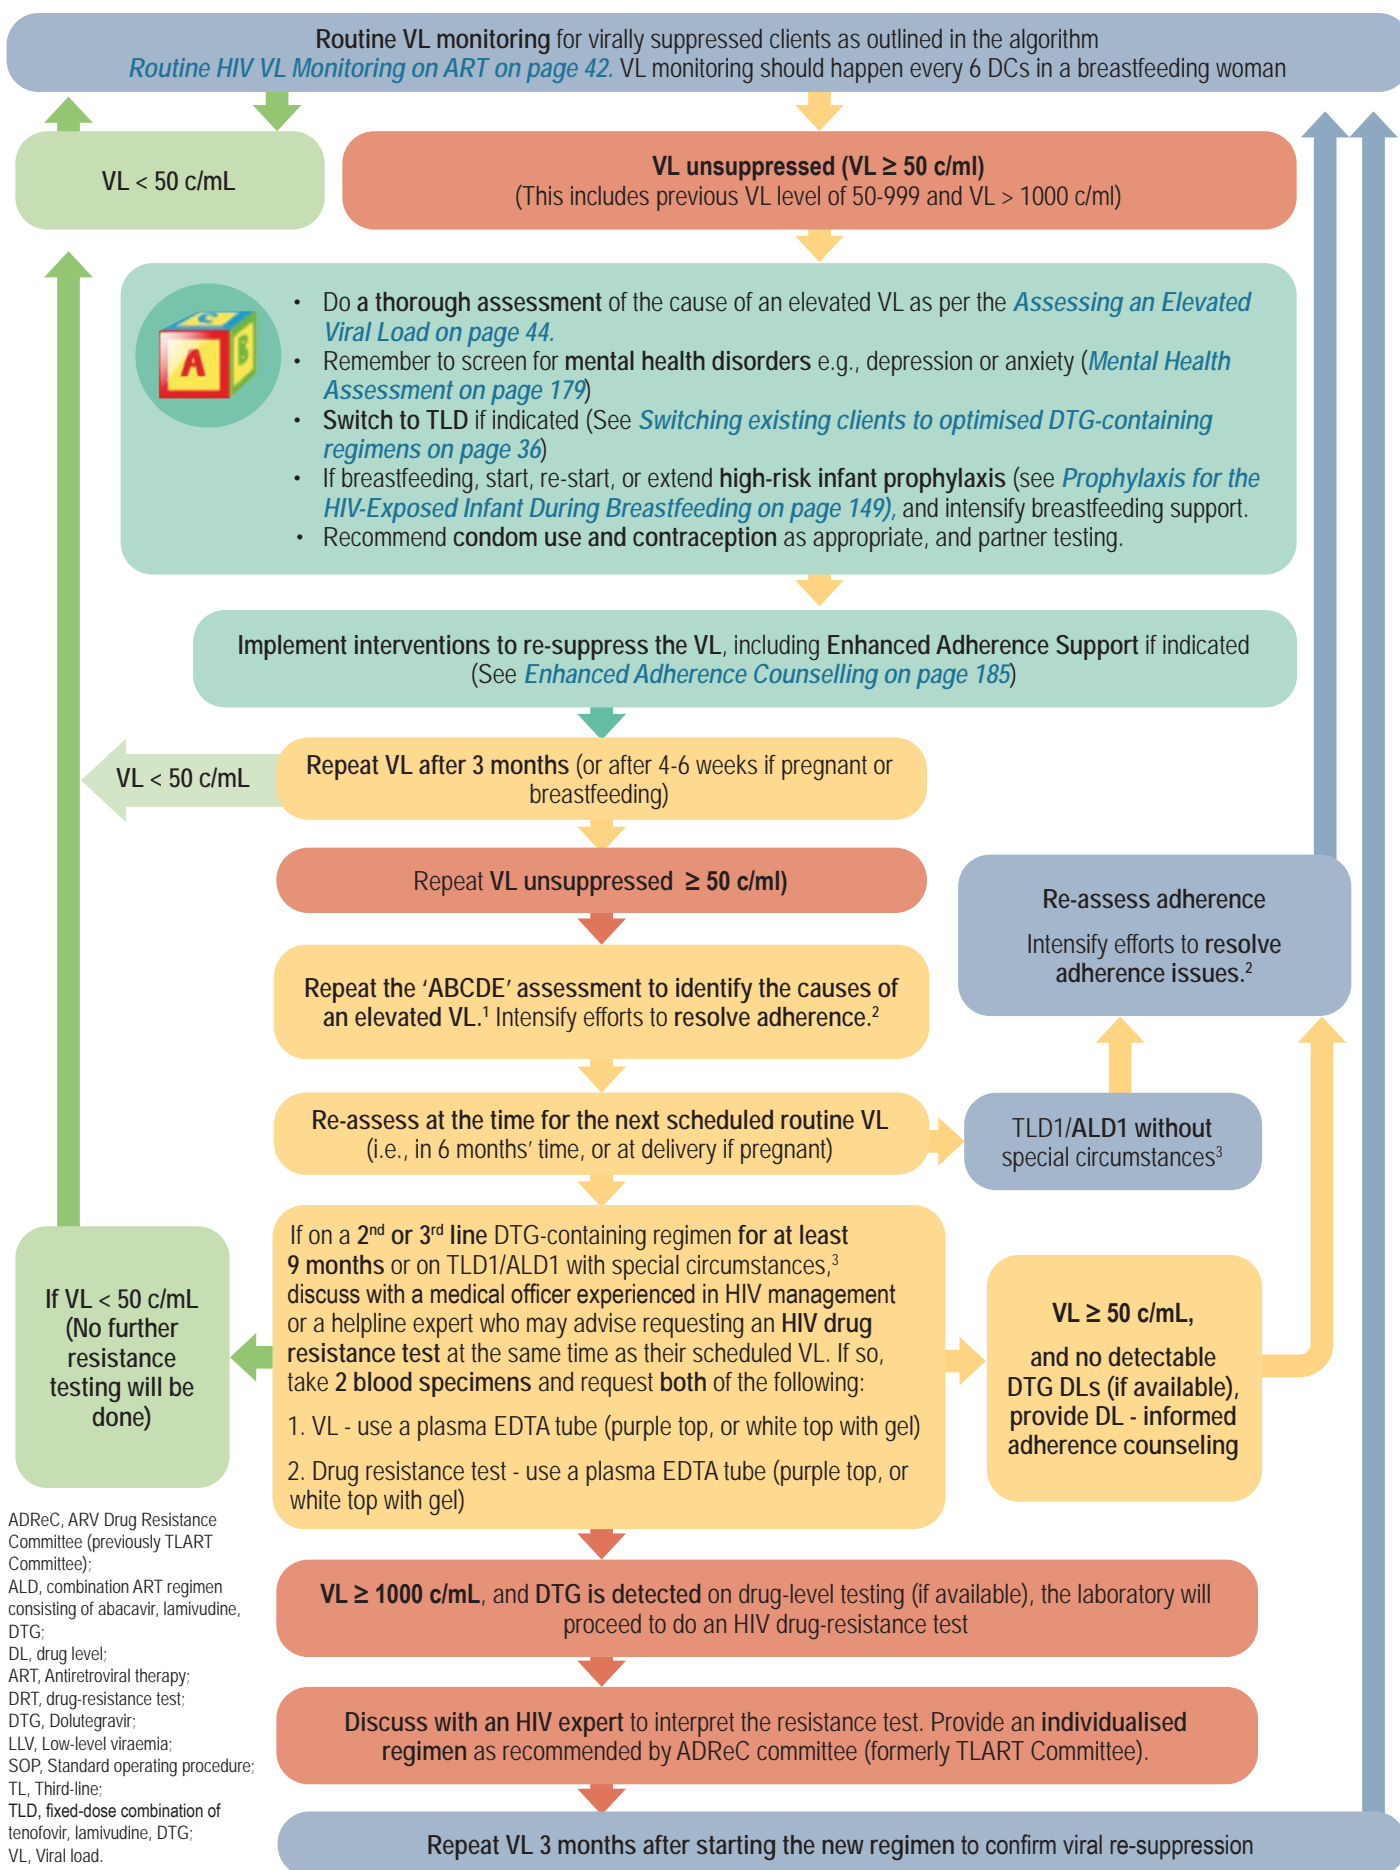 Routine VL monitoring for virally suppressed clients as outlined in the algorithm
Routine HIV VL Monitoring on ART on page 42. VL monitoring should happen every 6 DCs in a breastfeeding woman
VL < 50 c/mL
VL unsuppressed (VL ≥ 50 c/ml)
(This includes previous VL level of 50-999 and VL > 1000 c/ml)
C
A
B
• Do a thorough assessment of the cause of an elevated VL as per the Assessing an Elevated
Viral Load on page 44.
• Remember to screen for mental health disorders e.g., depression or anxiety (Mental Health
Assessment on page 179)
• Switch to TLD if indicated (See Switching existing clients to optimised DTG-containing
regimens on page 36)
• If breastfeeding, start, re-start, or extend high-risk infant prophylaxis (see Prophylaxis for the
HIV-Exposed Infant During Breastfeeding on page 149), and intensify breastfeeding support.
• Recommend condom use and contraception as appropriate, and partner testing.
Implement interventions to re-suppress the VL, including Enhanced Adherence Support if indicated
(See Enhanced Adherence Counselling on page 185)
VL < 50 c/mL
Repeat VL after 3 months (or after 4-6 weeks if pregnant or
breastfeeding)
Repeat VL unsuppressed ≥ 50 c/ml)
Re-assess adherence
Intensify efforts to resolve
adherence issues.²
Repeat the ‘ABCDE’ assessment to identify the causes of
an elevated VL.¹ Intensify efforts to resolve adherence.²
Re-assess at the time for the next scheduled routine VL
(i.e., in 6 months’ time, or at delivery if pregnant)
TLD1/ALD1 without
special circumstances³
If VL < 50 c/mL
(No further
resistance
testing will be
done)
If on a 2nd or 3rd line DTG-containing regimen for at least
9 months or on TLD1/ALD1 with special circumstances,³
discuss with a medical officer experienced in HIV management
or a helpline expert who may advise requesting an HIV drug
resistance test at the same time as their scheduled VL. If so,
take 2 blood specimens and request both of the following:
1. VL - use a plasma EDTA tube (purple top, or white top with gel)
2. Drug resistance test - use a plasma EDTA tube (purple top, or
white top with gel)
VL ≥ 50 c/mL,
and no detectable
DTG DLs (if available),
provide DL - informed
adherence counseling
VL ≥ 1000 c/mL, and DTG is detected on drug-level testing (if available), the laboratory will
proceed to do an HIV drug-resistance test
Discuss with an HIV expert to interpret the resistance test. Provide an individualised
regimen as recommended by ADReC committee (formerly TLART Committee).
Repeat VL 3 months after starting the new regimen to confirm viral re-suppression
ADReC, ARV Drug Resistance
Committee (previously TLART
Committee);
ALD, combination ART regimen
consisting of abacavir, lamivudine,
DTG;
DL, drug level;
ART, Antiretroviral therapy;
DRT, drug-resistance test;
DTG, Dolutegravir;
LLV, Low-level viraemia;
SOP, Standard operating procedure;
TL, Third-line;
TLD, fixed-dose combination of
tenofovir, lamivudine, DTG;
VL, Viral load.